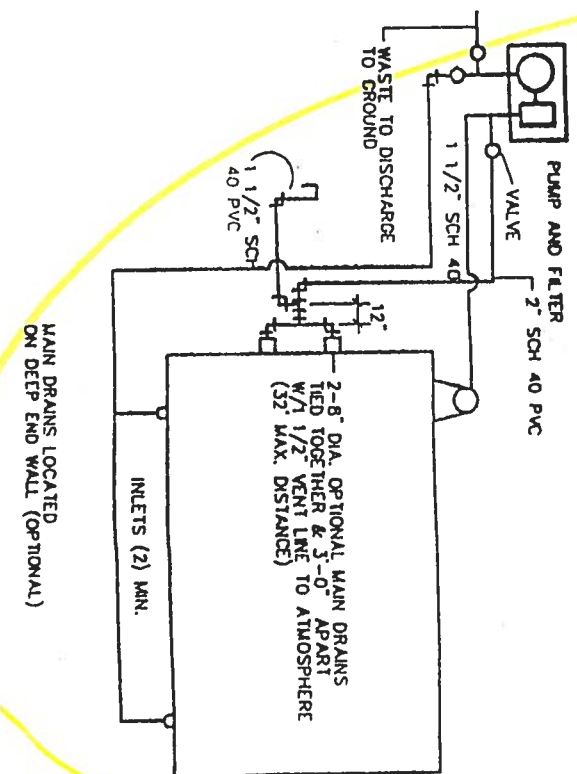 PUMP AND FILTER
VALVE
2" SCH 40 PVC
1 1/2" SCH 40
WASTE TO DISCHARGE
TO GROUND
1 1/2" SCH
40 PVC
12"
2-8" DIA. OPTIONAL MAIN DRAINS
TIED TOGETHER & 3'-0" APART
W/1 1/2" VENT LINE TO ATMOSPHERE
(32' MAX. DISTANCE)
INLETS (2) MIN.
MAIN DRAINS LOCATED
ON DEEP END WALL (OPTIONAL)